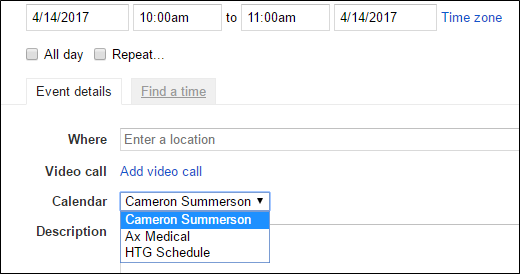 4/14/2017 10:00am to 11:00am 4/14/2017 Time zone
All day Repeat...
Event details Find a time
Where Enter a location
Video call Add video call
Calendar Cameron Summerson
Cameron Summerson
Description Ax Medical
HTG Schedule